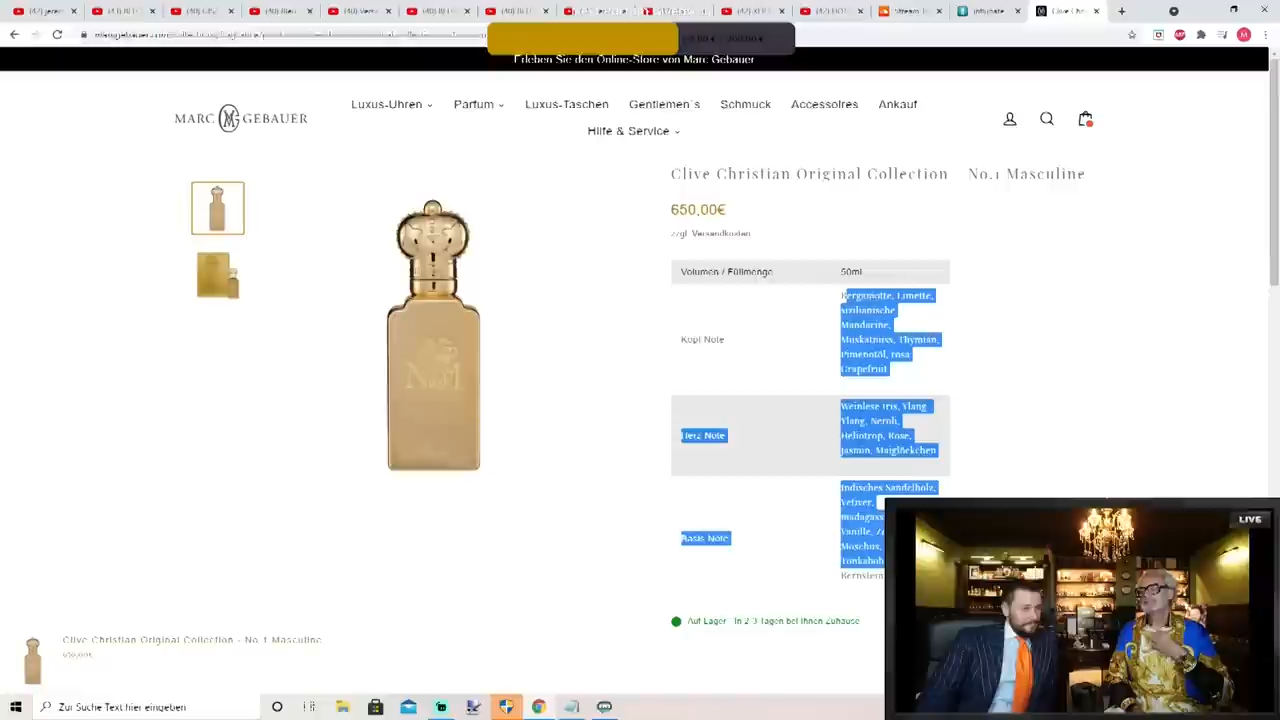 Erleben Sie den Online-Store von Marc Gebauer
MARC GEBAUER
Luxus-Uhren
Parfum
Luxus-Taschen
Gentlemen´s
Schmuck
Accessoires
Ankauf
Hilfe & Service
Clive Christian Original Collection No.1 Masculine
650,00€
zzgl. Versandkosten
Volumen / Füllmenge
50ml
Kopf Note
Bergamotte, Limette,
sizilianische
Mandarine,
Muskatnuss, Thymian,
Pimentöl, rosa
Grapefruit
Herz Note
Weinlese Iris, Ylang
Ylang, Neroli,
Heliotrop, Rose,
Jasmin, Maiglöckchen
Basis Note
Indisches Sandelholz,
Vetiver,
Vanille,
Moschus,
No1
Auf Lager in 2-3 Tagen bei Ihnen Zuhause
LIVE
Clive Christian Original Collection - No.1 Masculine
650,00€
Zur Suche Text hier eingeben